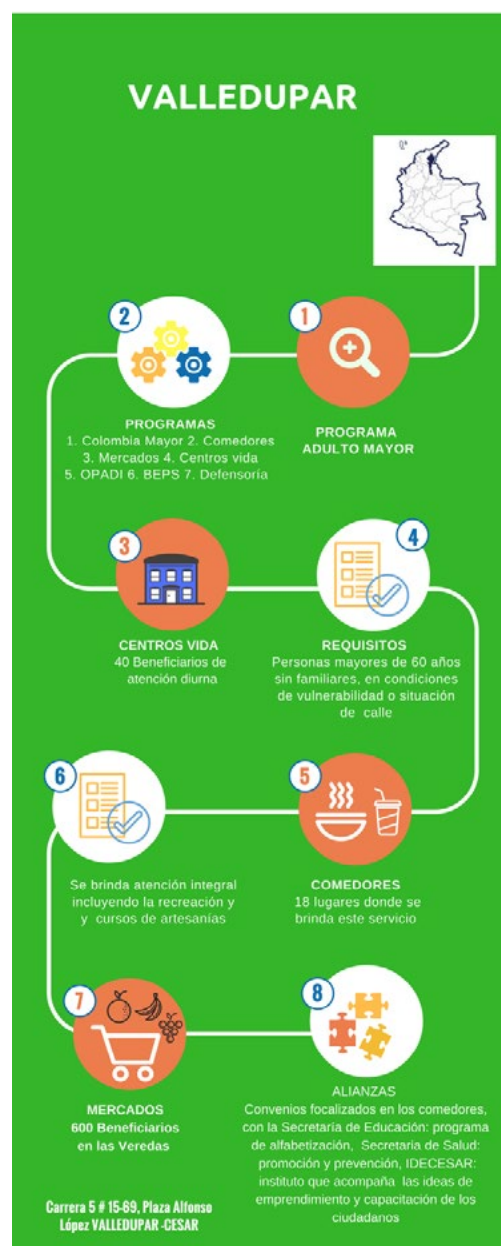 VALLEDUPAR
1
PROGRAMA
ADULTO MAYOR
2
PROGRAMAS
1. Colombia Mayor 2. Comedores
3. Mercados 4. Centros vida
5. OPADI 6. BEPS 7. Defensoría
3
CENTROS VIDA
40 Beneficiarios de
atención diurna
4
REQUISITOS
Personas mayores de 60 años
sin familiares, en condiciones
de vulnerabilidad o situación
de calle
5
COMEDORES
18 lugares donde se
brinda este servicio
6
Se brinda atención integral
incluyendo la recreación y
y cursos de artesanías
7
MERCADOS
600 Beneficiarios
en las Veredas
8
ALIANZAS
Convenios focalizados en los comedores,
con la Secretaría de Educación: programa
de alfabetización, Secretaria de Salud:
promoción y prevención, IDECESAR:
instituto que acompaña las ideas de
emprendimiento y capacitación de los
ciudadanos
Carrera 5 # 15-69, Plaza Alfonso
López VALLEDUPAR -CESAR